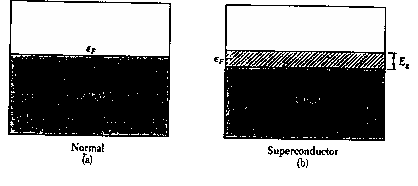 εF
Normal
(a)
εF
Eg
Superconductor
(b)